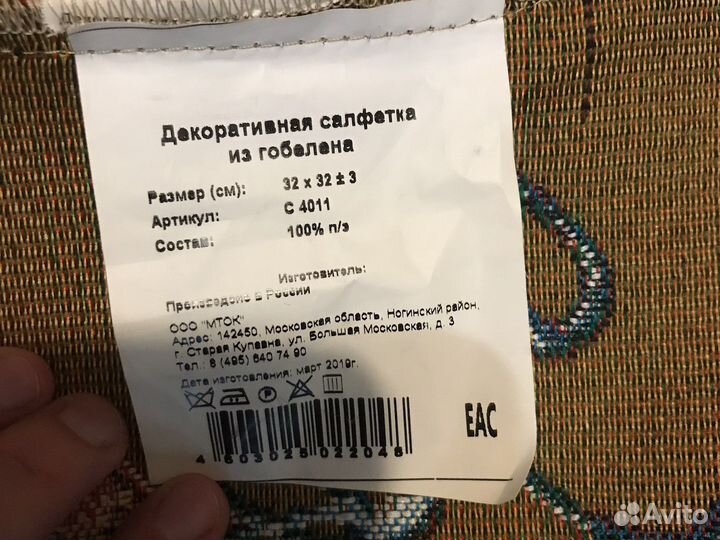 Декоративная салфетка
из гобелена
Размер (см): 32 x 32 ± 3
Артикул: С 4011
Состав: 100% п/э
Изготовитель:
Произведено в России
ООО "МТОК"
Адрес: 142450, Московская область, Ногинский район,
г. Старая Купавна, ул. Большая Московская, д. 3
Тел.: 8 (495) 640 74 90
Дата изготовления: март 2019г.
4 603025 022048
EAC
Avito